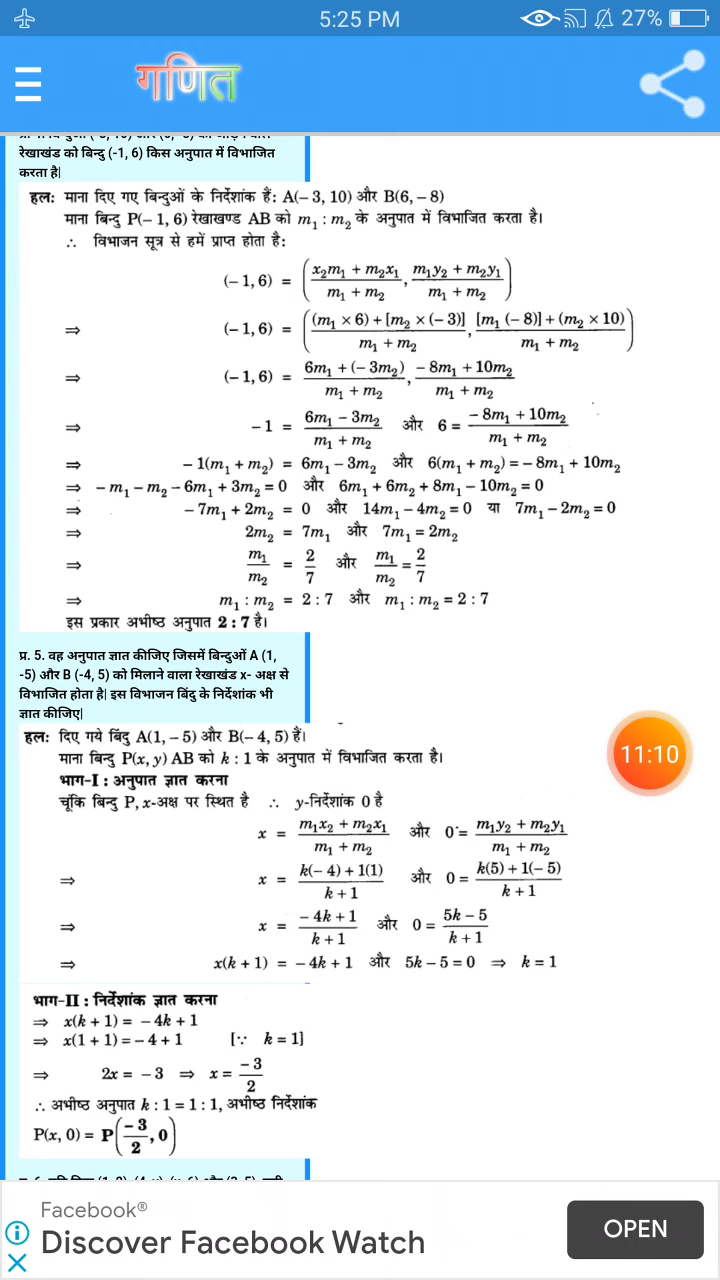 5:25 PM
27%
गणित
रेखाखंड को बिन्दु (-1, 6) किस अनुपात में विभाजित
करता है|
हल: माना दिए गए बिन्दुओं के निर्देशांक हैं: A(– 3, 10) और B(6, – 8)
माना बिन्दु P(– 1, 6) रेखाखण्ड AB को m₁ : m₂ के अनुपात में विभाजित करता है।
∴ विभाजन सूत्र से हमें प्राप्त होता है:
(– 1, 6) = ((x₂m₁ + m₂x₁)/(m₁ + m₂), (m₁y₂ + m₂y₁)/(m₁ + m₂))
⇒ (– 1, 6) = (((m₁ × 6) + [m₂ × (– 3)])/(m₁ + m₂), ([m₁ (– 8)] + (m₂ × 10))/(m₁ + m₂))
⇒ (– 1, 6) = (6m₁ + (– 3m₂))/(m₁ + m₂), (– 8m₁ + 10m₂)/(m₁ + m₂)
⇒ –1 = (6m₁ – 3m₂)/(m₁ + m₂) और 6 = (– 8m₁ + 10m₂)/(m₁ + m₂)
⇒ – 1(m₁ + m₂) = 6m₁ – 3m₂ और 6(m₁ + m₂) = – 8m₁ + 10m₂
⇒ – m₁ – m₂ – 6m₁ + 3m₂ = 0 और 6m₁ + 6m₂ + 8m₁ – 10m₂ = 0
⇒ – 7m₁ + 2m₂ = 0 और 14m₁ – 4m₂ = 0 या 7m₁ – 2m₂ = 0
⇒ 2m₂ = 7m₁ और 7m₁ = 2m₂
⇒ m₁/m₂ = 2/7 और m₁/m₂ = 2/7
⇒ m₁ : m₂ = 2 : 7 और m₁ : m₂ = 2 : 7
इस प्रकार अभीष्ठ अनुपात 2 : 7 है।
प्र. 5. वह अनुपात ज्ञात कीजिए जिसमें बिन्दुओं A (1,
-5) और B (-4, 5) को मिलाने वाला रेखाखंड x- अक्ष से
विभाजित होता है| इस विभाजन बिंदु के निर्देशांक भी
ज्ञात कीजिए|
हल: दिए गये बिंदु A(1, – 5) और B(– 4, 5) हैं।
माना बिन्दु P(x, y) AB को k : 1 के अनुपात में विभाजित करता है।
भाग-I : अनुपात ज्ञात करना
चूंकि बिन्दु P, x-अक्ष पर स्थित है ∴ y-निर्देशांक 0 है
x = (m₁x₂ + m₂x₁)/(m₁ + m₂) और 0 = (m₁y₂ + m₂y₁)/(m₁ + m₂)
⇒ x = (k(– 4) + 1(1))/(k + 1) और 0 = (k(5) + 1(– 5))/(k + 1)
⇒ x = (– 4k + 1)/(k + 1) और 0 = (5k – 5)/(k + 1)
⇒ x(k + 1) = – 4k + 1 और 5k – 5 = 0 ⇒ k = 1
भाग-II : निर्देशांक ज्ञात करना
⇒ x(k + 1) = – 4k + 1
⇒ x(1 + 1) = – 4 + 1 [∵ k = 1]
⇒ 2x = – 3 ⇒ x = –3/2
∴ अभीष्ठ अनुपात k : 1 = 1 : 1, अभीष्ठ निर्देशांक
P(x, 0) = P(–3/2, 0)
11:10
Facebook®
Discover Facebook Watch
OPEN